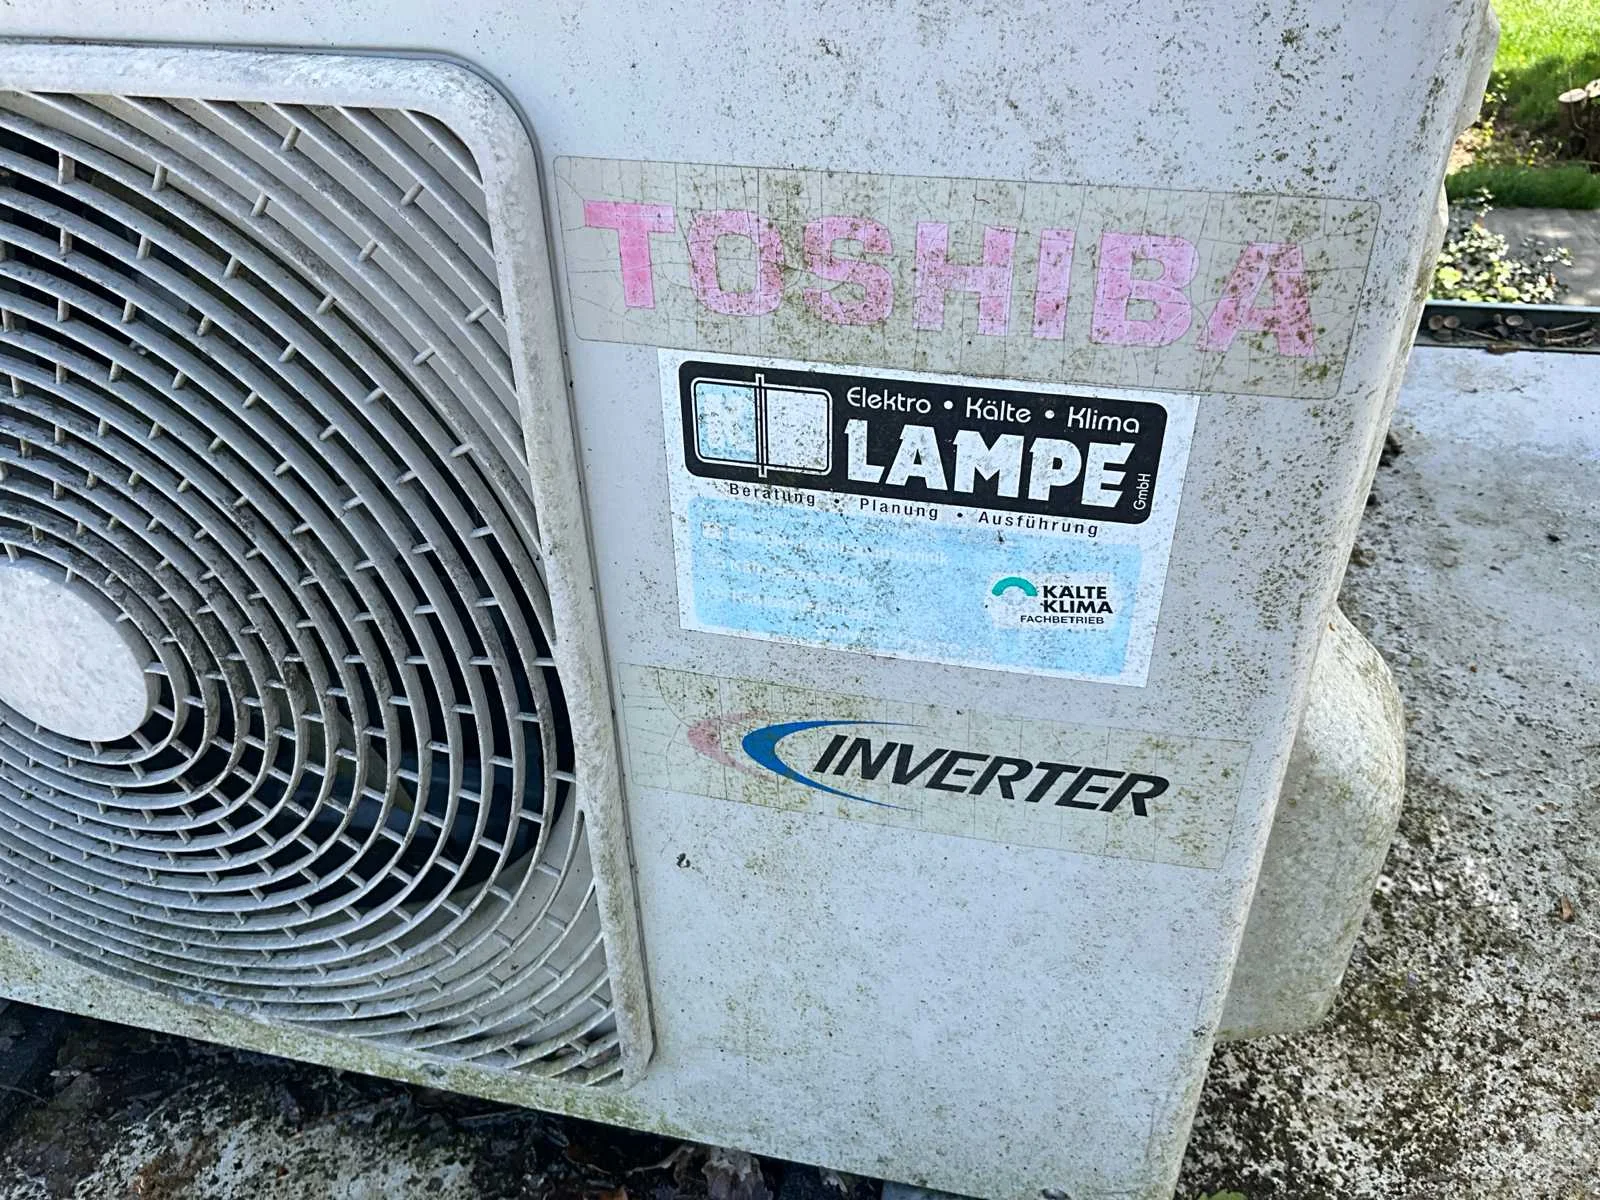 TOSHIBA
Elektro • Kälte • Klima
LAMPE GmbH
Beratung • Planung • Ausführung
KÄLTE
KLIMA
FACHBETRIEB
INVERTER